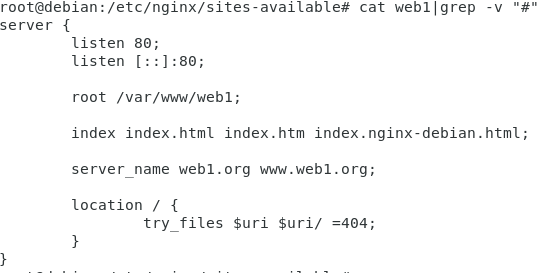 root@debian:/etc/nginx/sites-available# cat web1|grep -v "#"
server {
        listen 80;
        listen [::]:80;

        root /var/www/web1;

        index index.html index.htm index.nginx-debian.html;

        server_name web1.org www.web1.org;

        location / {
                try_files $uri $uri/ =404;
        }
}